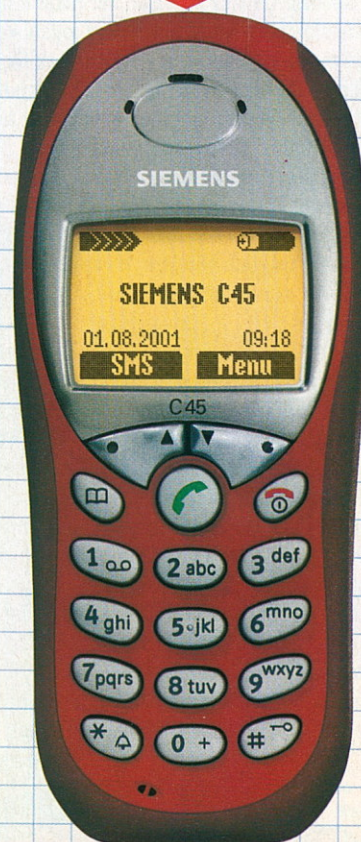 SIEMENS
SIEMENS C45
01.08.2001 09:18
SMS Menu
C45
1 2 abc 3 def
4 ghi 5 jkl 6 mno
7 pqrs 8 tuv 9 wxyz
* 0 + #